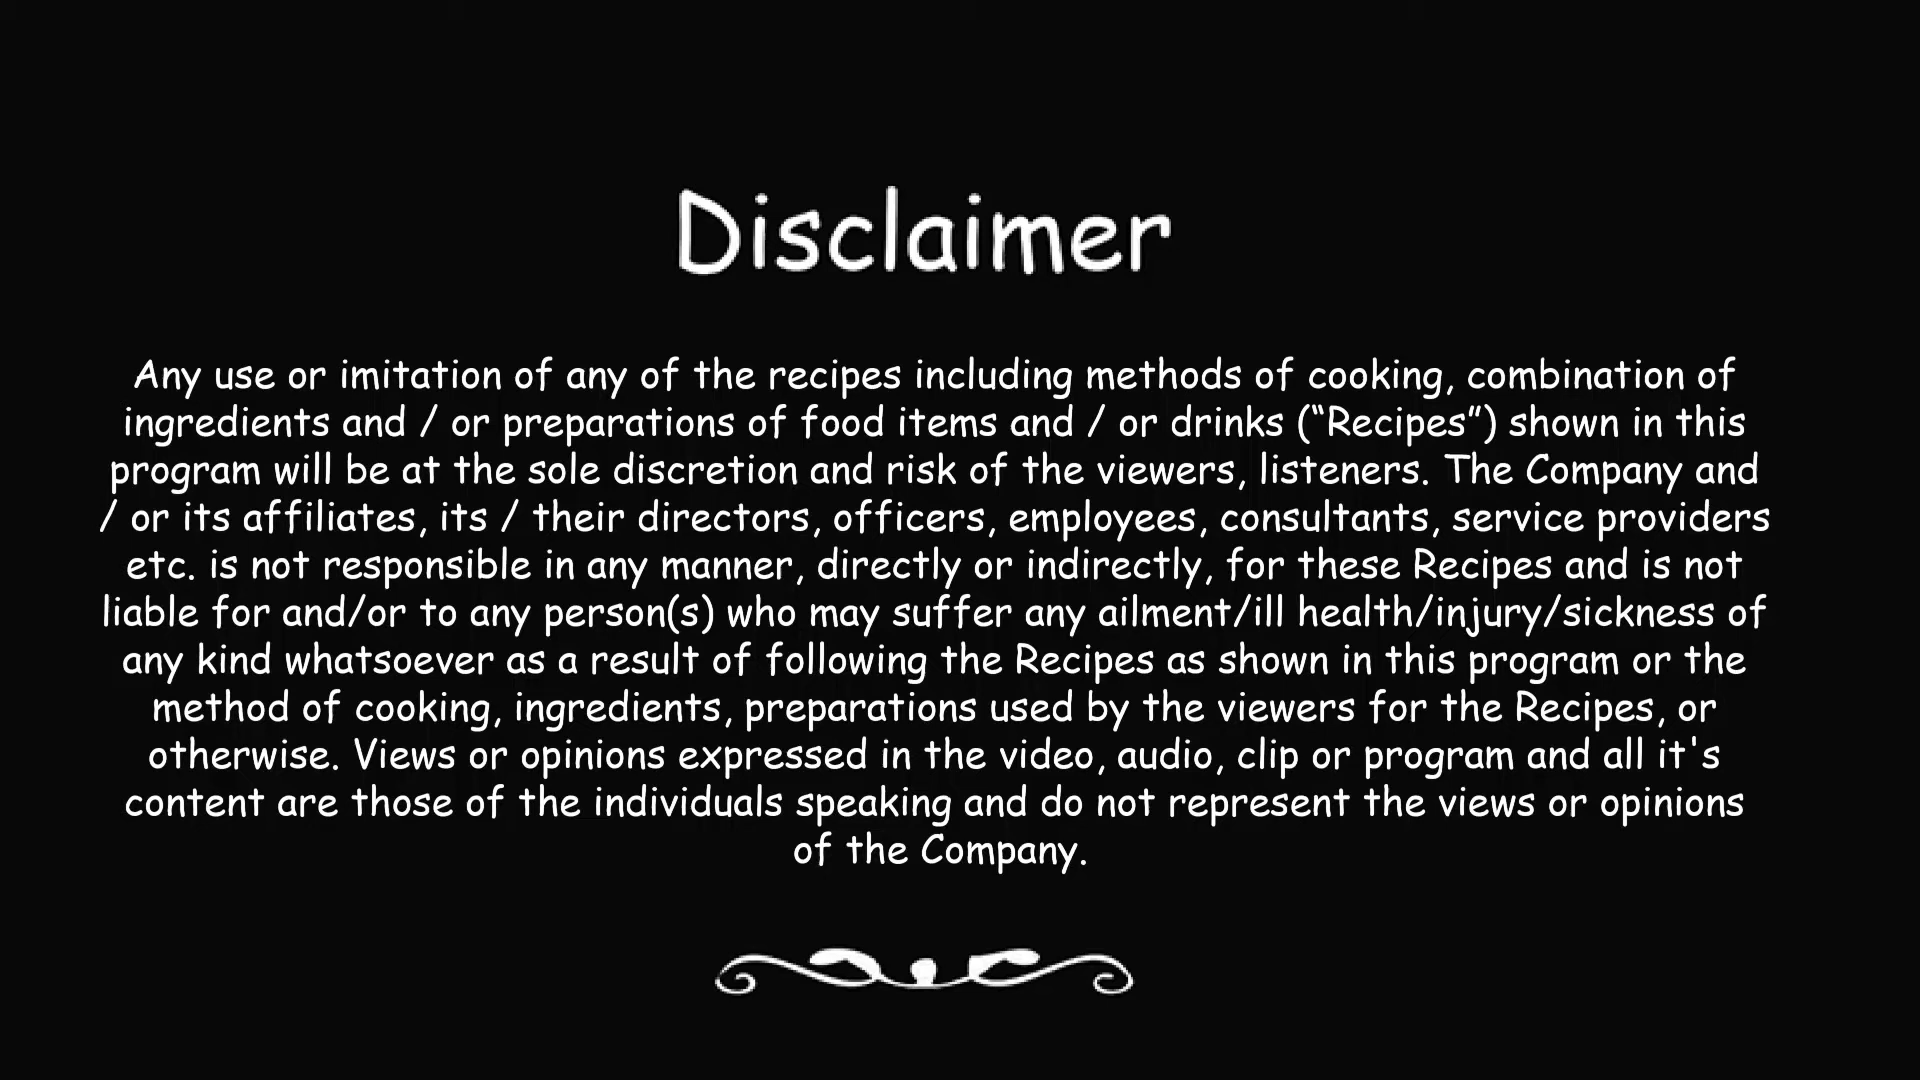 Disclaimer
Any use or imitation of any of the recipes including methods of cooking, combination of
ingredients and / or preparations of food items and / or drinks (“Recipes”) shown in this
program will be at the sole discretion and risk of the viewers, listeners. The Company and
/ or its affiliates, its / their directors, officers, employees, consultants, service providers
etc. is not responsible in any manner, directly or indirectly, for these Recipes and is not
liable for and/or to any person(s) who may suffer any ailment/ill health/injury/sickness of
any kind whatsoever as a result of following the Recipes as shown in this program or the
method of cooking, ingredients, preparations used by the viewers for the Recipes, or
otherwise. Views or opinions expressed in the video, audio, clip or program and all it's
content are those of the individuals speaking and do not represent the views or opinions
of the Company.